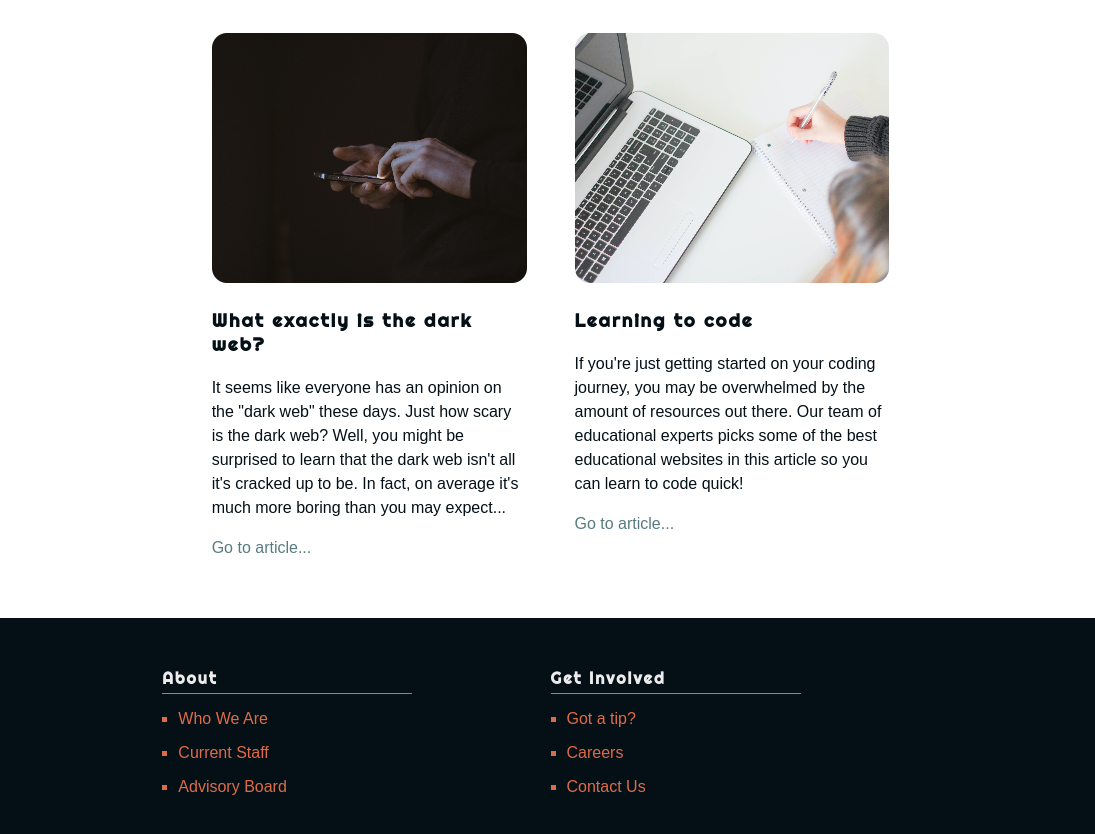 What exactly is the dark
web?
It seems like everyone has an opinion on
the "dark web" these days. Just how scary
is the dark web? Well, you might be
surprised to learn that the dark web isn't all
it's cracked up to be. In fact, on average it's
much more boring than you may expect...
Go to article...
Learning to code
If you're just getting started on your coding
journey, you may be overwhelmed by the
amount of resources out there. Our team of
educational experts picks some of the best
educational websites in this article so you
can learn to code quick!
Go to article...
About
Who We Are
Current Staff
Advisory Board
Get Involved
Got a tip?
Careers
Contact Us